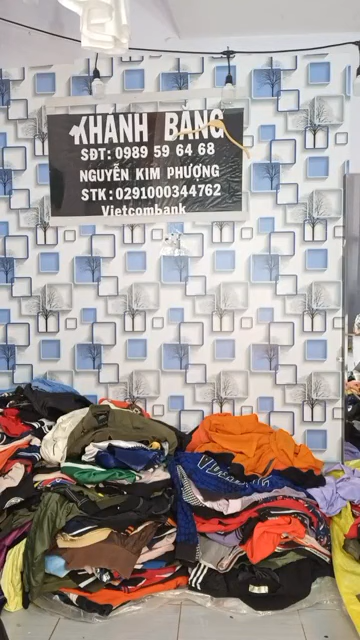 KHÁNH BĂNG
SĐT: 0989 59 64 68
NGUYỄN KIM PHƯỢNG
STK: 0291000344762
Vietcombank